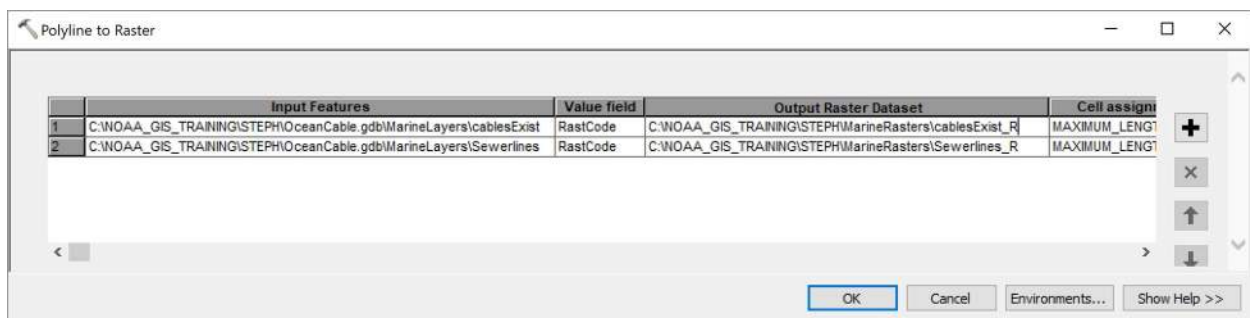 Polyline to Raster
Input Features Value field Output Raster Dataset Cell assignn
1 C:\NOAA_GIS_TRAINING\STEPH\OceanCable.gdb\MarineLayers\cablesExist RastCode C:\NOAA_GIS_TRAINING\STEPH\MarineRasters\cablesExist_R MAXIMUM_LENGT
2 C:\NOAA_GIS_TRAINING\STEPH\OceanCable.gdb\MarineLayers\Sewerlines RastCode C:\NOAA_GIS_TRAINING\STEPH\MarineRasters\Sewerlines_R MAXIMUM_LENGT
OK Cancel Environments... Show Help >>